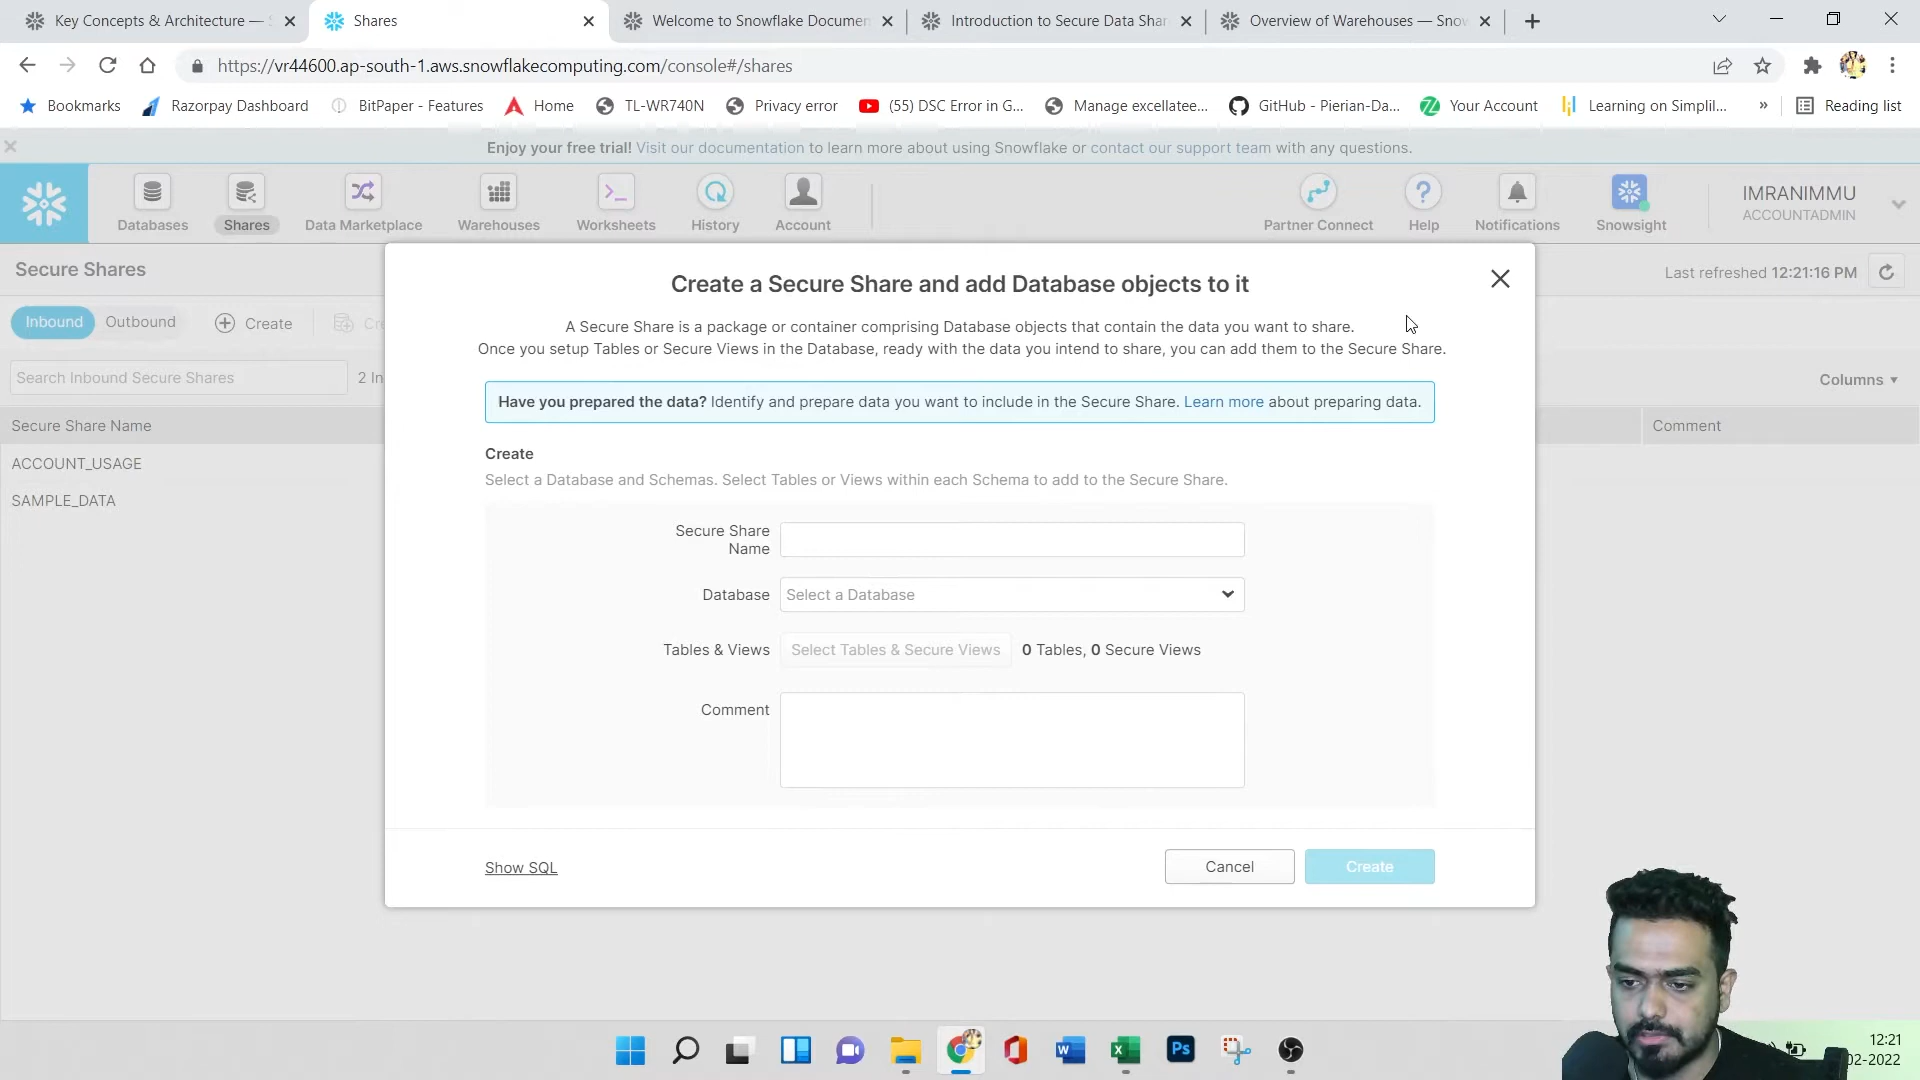 Key Concepts & Architecture —
Shares
Welcome to Snowflake Documen
Introduction to Secure Data Shar
Overview of Warehouses — Snow
https://vr44600.ap-south-1.aws.snowflakecomputing.com/console#/shares
Bookmarks
Razorpay Dashboard
BitPaper - Features
Home
TL-WR740N
Privacy error
(55) DSC Error in G...
Manage excellatee...
GitHub - Pierian-Da...
Your Account
Learning on Simplil...
»
Reading list
Enjoy your free trial! Visit our documentation to learn more about using Snowflake or contact our support team with any questions.
Databases
Shares
Data Marketplace
Warehouses
Worksheets
History
Account
Partner Connect
Help
Notifications
Snowsight
IMRANIMMU
ACCOUNTADMIN
Secure Shares
Last refreshed 12:21:16 PM
Inbound
Outbound
Create
Cre
Search Inbound Secure Shares
2 In
Columns
Secure Share Name
Comment
ACCOUNT_USAGE
SAMPLE_DATA
Create a Secure Share and add Database objects to it
A Secure Share is a package or container comprising Database objects that contain the data you want to share.
Once you setup Tables or Secure Views in the Database, ready with the data you intend to share, you can add them to the Secure Share.
Have you prepared the data? Identify and prepare data you want to include in the Secure Share. Learn more about preparing data.
Create
Select a Database and Schemas. Select Tables or Views within each Schema to add to the Secure Share.
Secure Share
Name
Database
Select a Database
Tables & Views
Select Tables & Secure Views
0 Tables, 0 Secure Views
Comment
Show SQL
Cancel
Create
12:21
02-2022